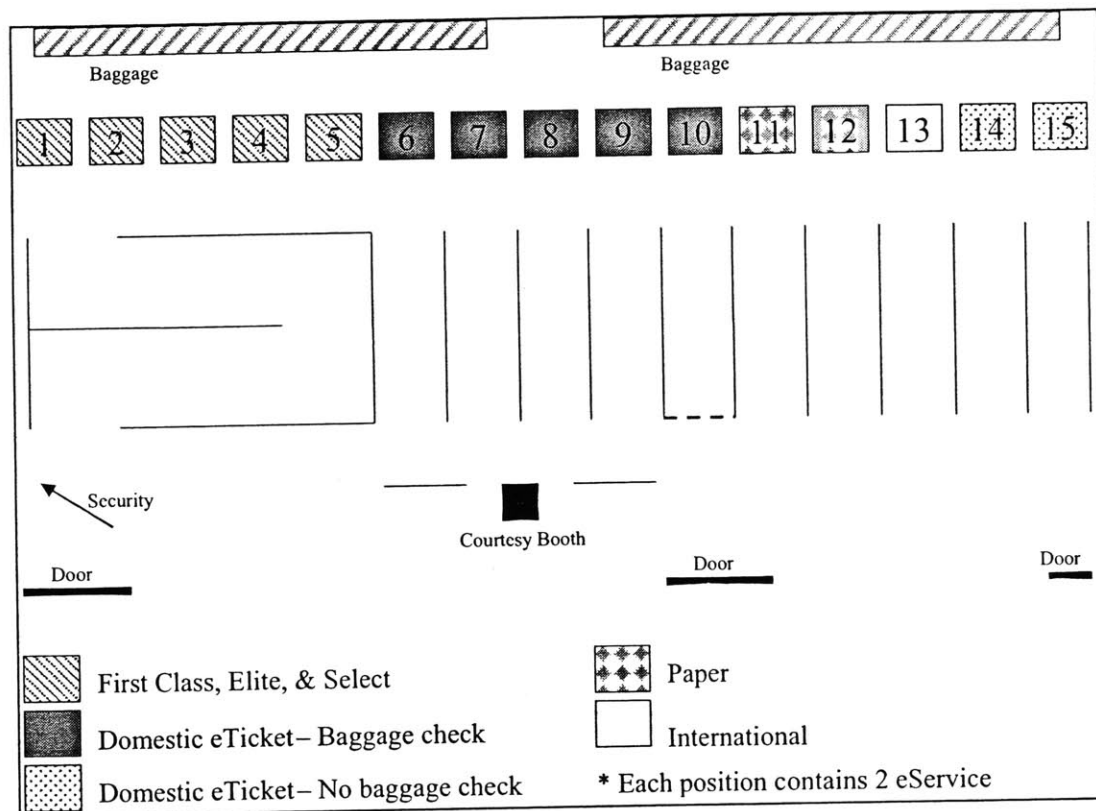 Baggage
Baggage
1 2 3 4 5 6 7 8 9 10 11 12 13 14 15
Security
Courtesy Booth
Door
Door
Door
First Class, Elite, & Select
Paper
Domestic eTicket– Baggage check
International
Domestic eTicket– No baggage check
* Each position contains 2 eService